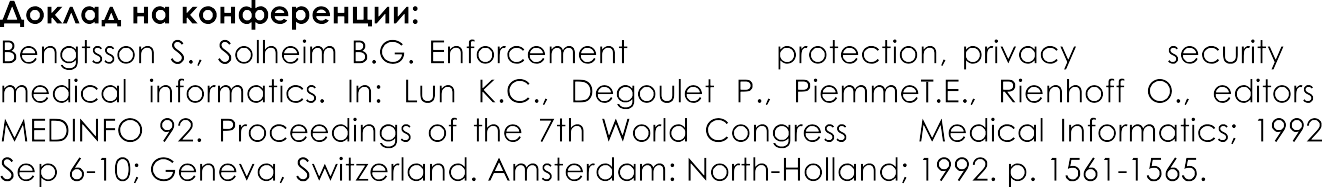 Доклад на конференции:
Bengtsson S., Solheim B.G. Enforcement protection, privacy security
medical informatics. In: Lun K.C., Degoulet P., PiemmeT.E., Rienhoff O., editors
MEDINFO 92. Proceedings of the 7th World Congress Medical Informatics; 1992
Sep 6-10; Geneva, Switzerland. Amsterdam: North-Holland; 1992. p. 1561-1565.